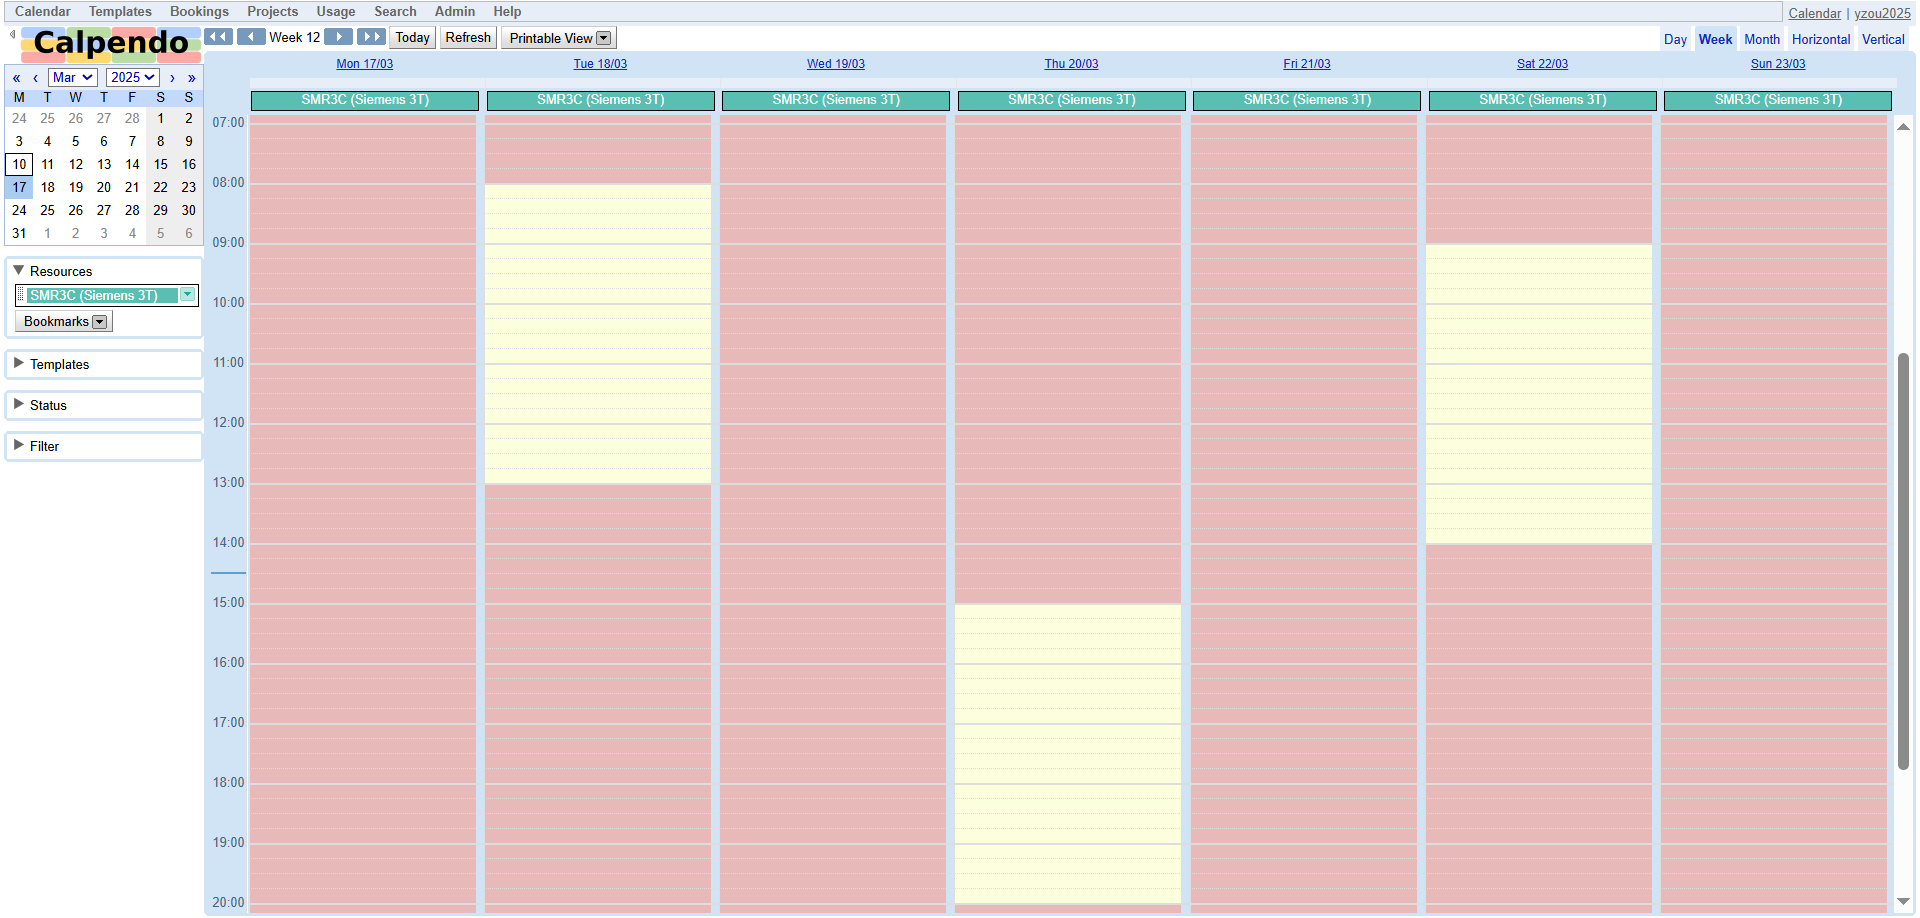 Calendar Templates Bookings Projects Usage Search Admin Help
Calendar | yzou2025
Calpendo
Week 12 Today Refresh Printable View
Day Week Month Horizontal Vertical
« ‹ Mar 2025 › »
M T W T F S S
24 25 26 27 28 1 2
3 4 5 6 7 8 9
10 11 12 13 14 15 16
17 18 19 20 21 22 23
24 25 26 27 28 29 30
31 1 2 3 4 5 6
Resources
SMR3C (Siemens 3T)
Bookmarks
Templates
Status
Filter
Mon 17/03 Tue 18/03 Wed 19/03 Thu 20/03 Fri 21/03 Sat 22/03 Sun 23/03
SMR3C (Siemens 3T) SMR3C (Siemens 3T) SMR3C (Siemens 3T) SMR3C (Siemens 3T) SMR3C (Siemens 3T) SMR3C (Siemens 3T) SMR3C (Siemens 3T)
07:00
08:00
09:00
10:00
11:00
12:00
13:00
14:00
15:00
16:00
17:00
18:00
19:00
20:00